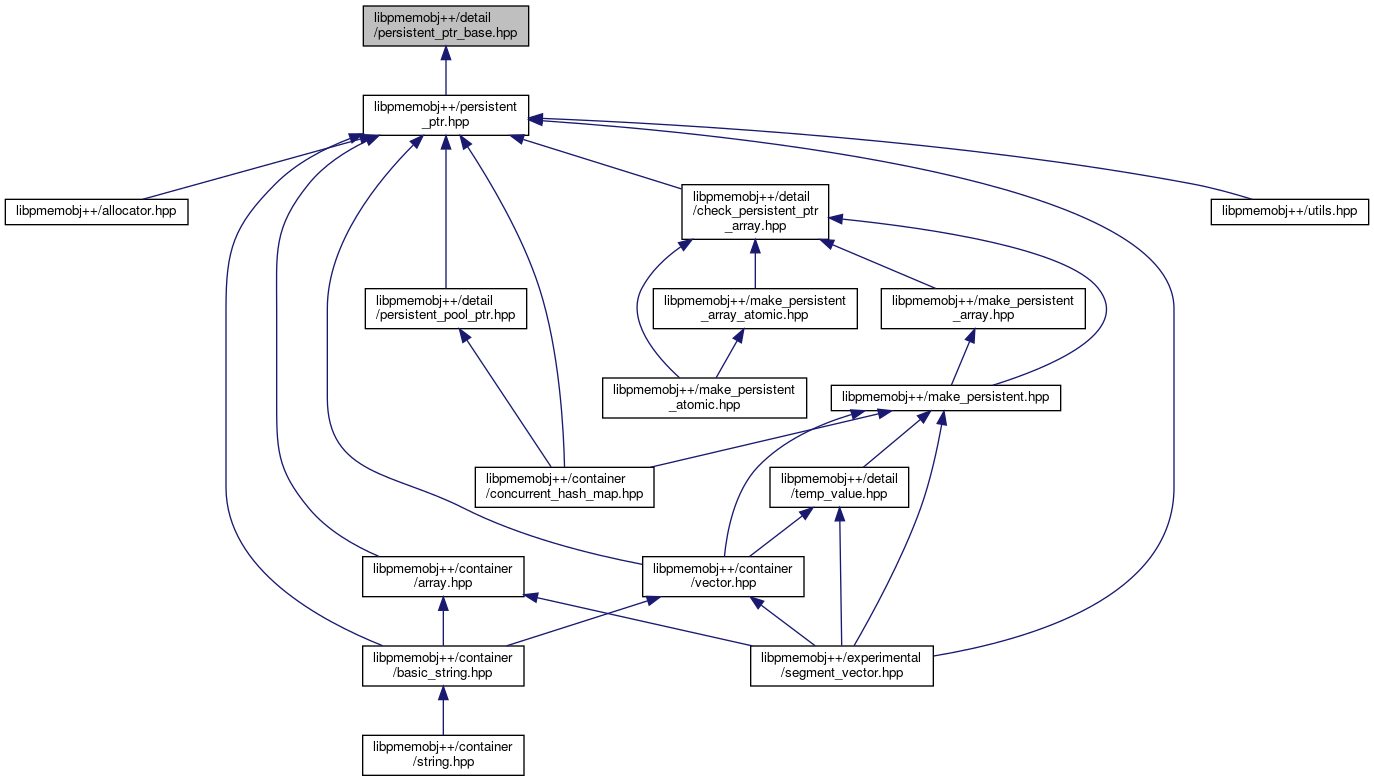 libpmemobj++/detail
/persistent_ptr_base.hpp
libpmemobj++/persistent
_ptr.hpp
libpmemobj++/allocator.hpp
libpmemobj++/detail
/check_persistent_ptr
_array.hpp
libpmemobj++/utils.hpp
libpmemobj++/detail
/persistent_pool_ptr.hpp
libpmemobj++/make_persistent
_array_atomic.hpp
libpmemobj++/make_persistent
_array.hpp
libpmemobj++/make_persistent
_atomic.hpp
libpmemobj++/make_persistent.hpp
libpmemobj++/container
/concurrent_hash_map.hpp
libpmemobj++/detail
/temp_value.hpp
libpmemobj++/container
/array.hpp
libpmemobj++/container
/vector.hpp
libpmemobj++/container
/basic_string.hpp
libpmemobj++/experimental
/segment_vector.hpp
libpmemobj++/container
/string.hpp